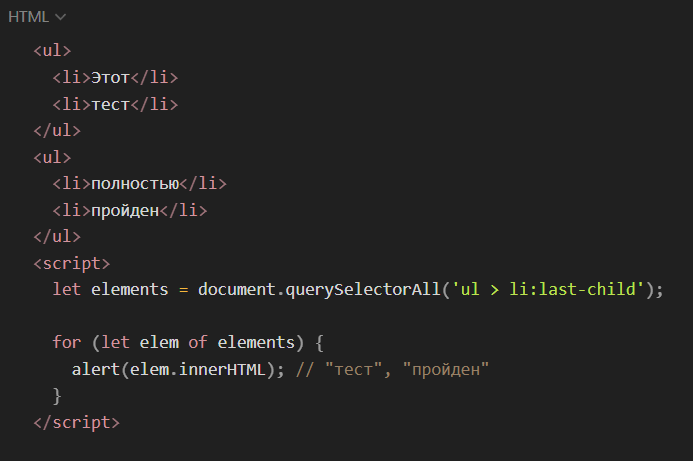 HTML
<ul>
<li>Этот</li>
<li>тест</li>
</ul>
<ul>
<li>полностью</li>
<li>пройден</li>
</ul>
<script>
let elements = document.querySelectorAll('ul > li:last-child');
for (let elem of elements) {
alert(elem.innerHTML); // "тест", "пройден"
}
</script>